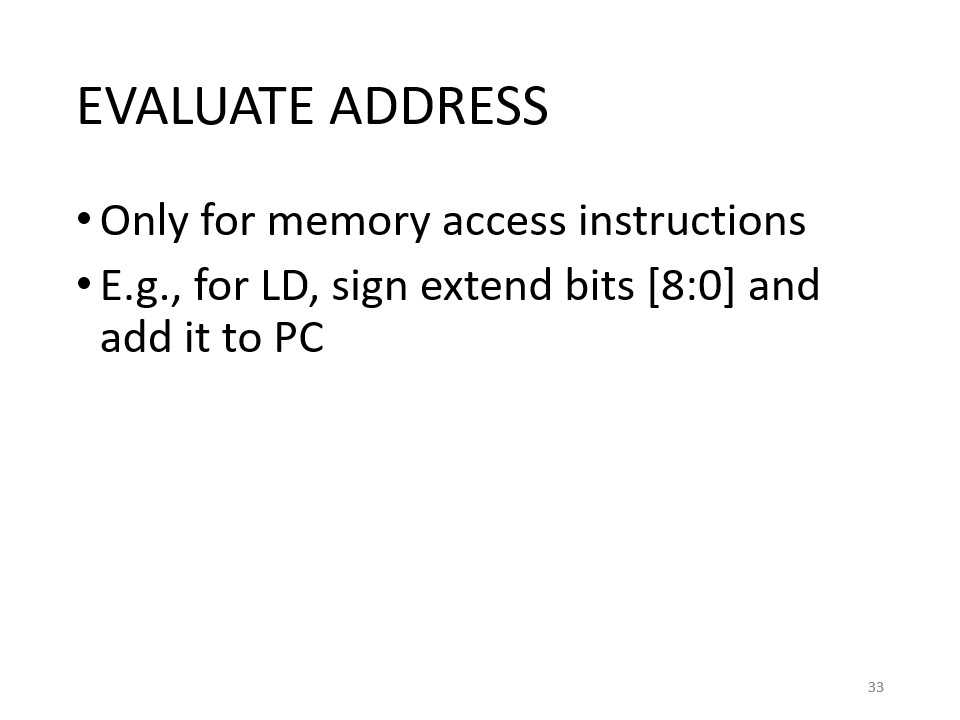 EVALUATE ADDRESS
• Only for memory access instructions
• E.g., for LD, sign extend bits [8:0] and
add it to PC
33